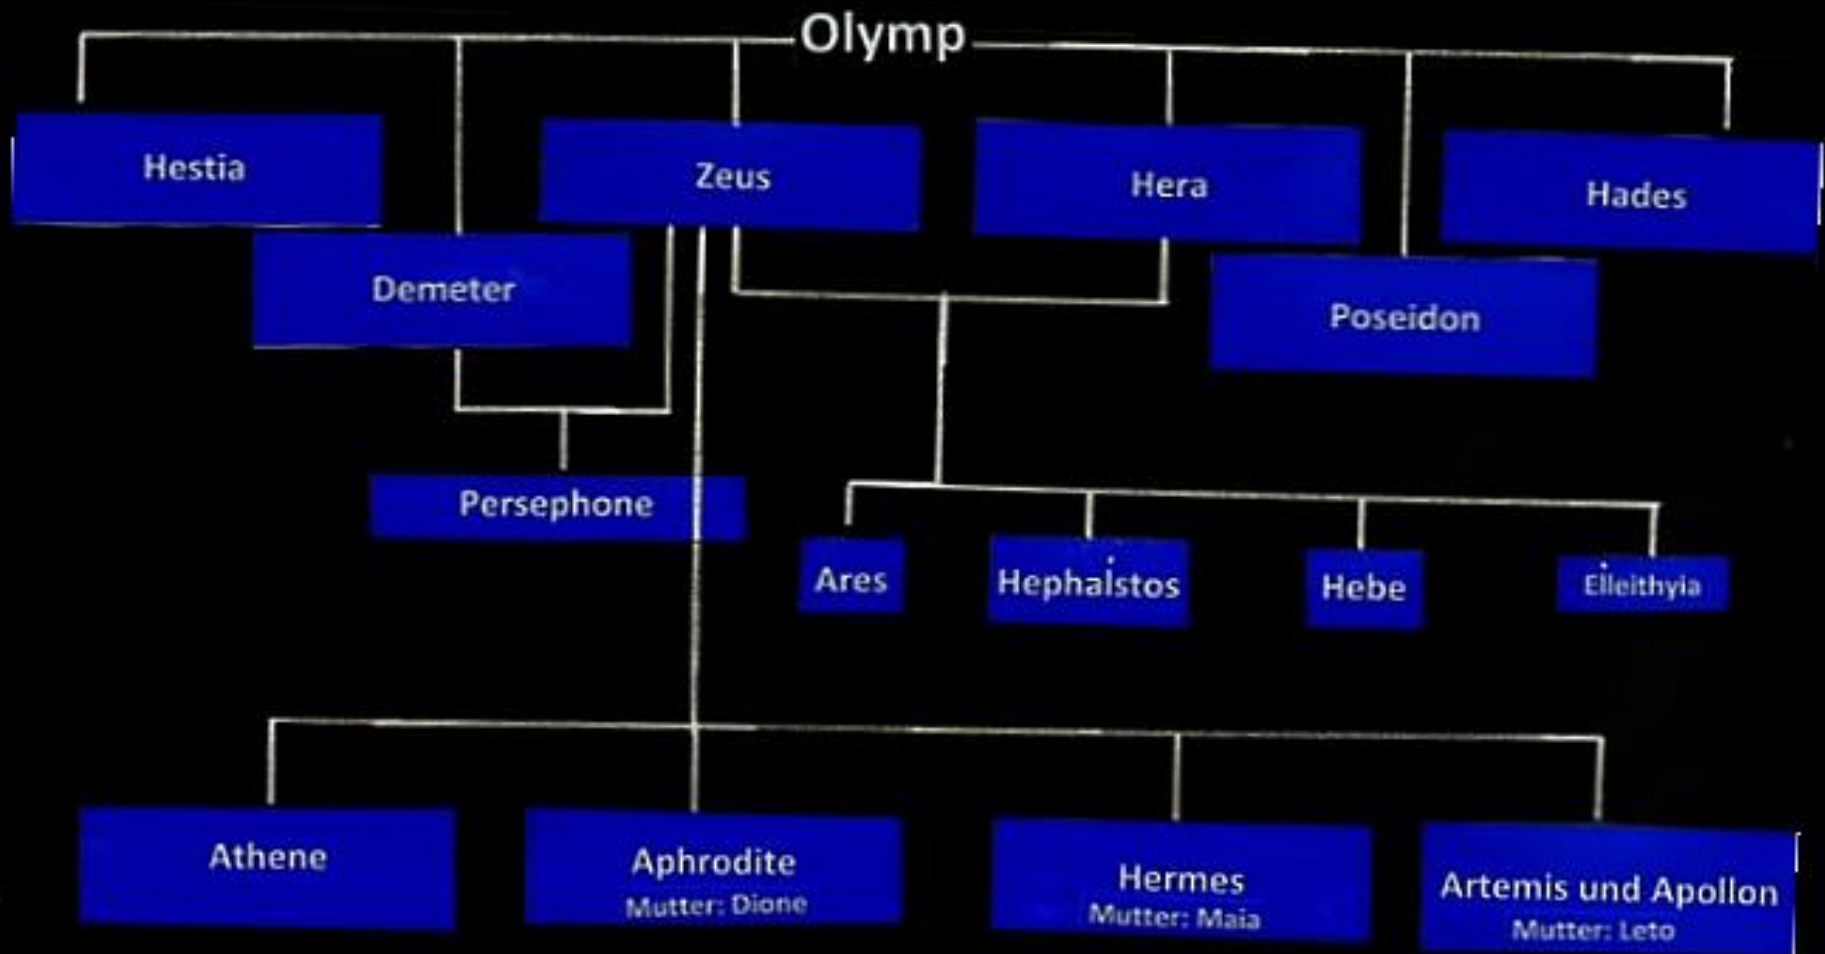 Olymp
Hestia
Zeus
Hera
Hades
Demeter
Poseidon
Persephone
Ares
Hephaistos
Hebe
Eileithyia
Athene
Aphrodite
Mutter: Dione
Hermes
Mutter: Maia
Artemis und Apollon
Mutter: Leto